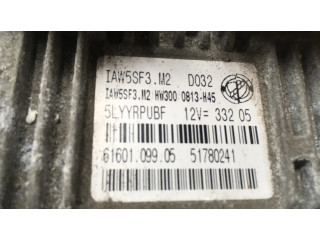 IAW5SF3.M2 D032
IAW5SF3.M2 HW300 0813-H45
5LYYRPUBF 12V= 332 05
61601.099.05 51780241